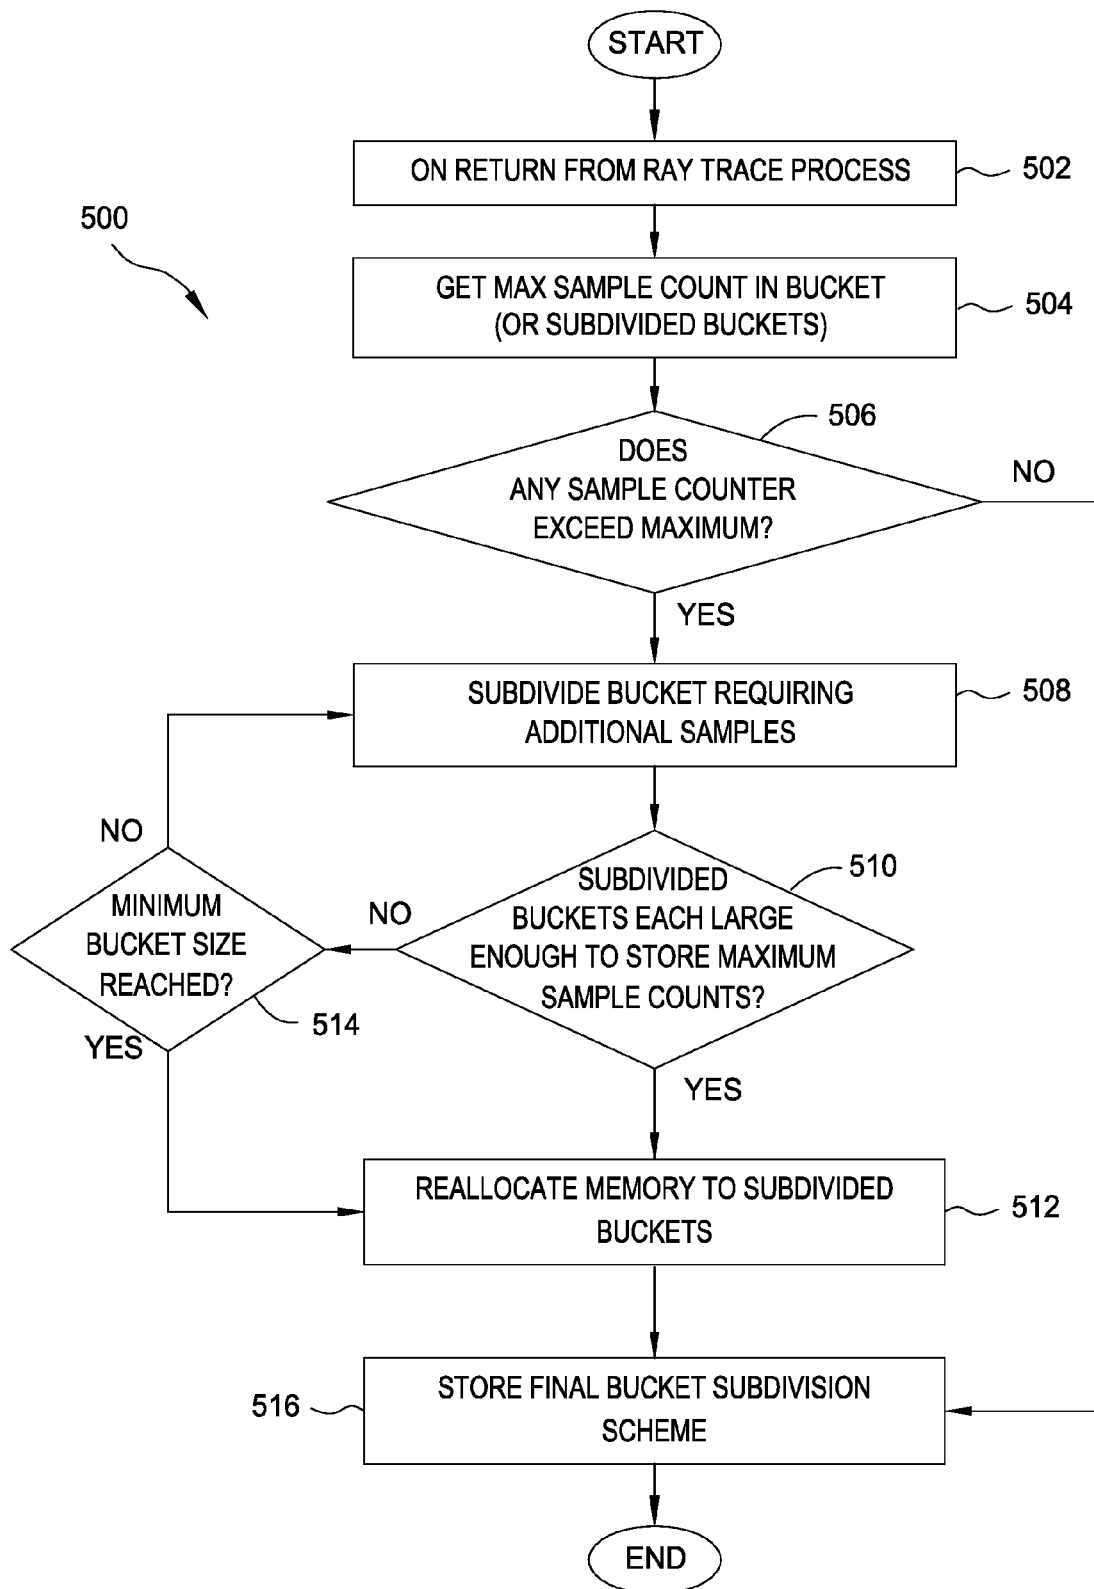 START
ON RETURN FROM RAY TRACE PROCESS
502
500
GET MAX SAMPLE COUNT IN BUCKET
(OR SUBDIVIDED BUCKETS)
504
506
DOES
ANY SAMPLE COUNTER
EXCEED MAXIMUM?
NO
YES
SUBDIVIDE BUCKET REQUIRING
ADDITIONAL SAMPLES
508
NO
510
SUBDIVIDED
BUCKETS EACH LARGE
ENOUGH TO STORE MAXIMUM
SAMPLE COUNTS?
NO
MINIMUM
BUCKET SIZE
REACHED?
514
YES
YES
REALLOCATE MEMORY TO SUBDIVIDED
BUCKETS
512
STORE FINAL BUCKET SUBDIVISION
SCHEME
516
END